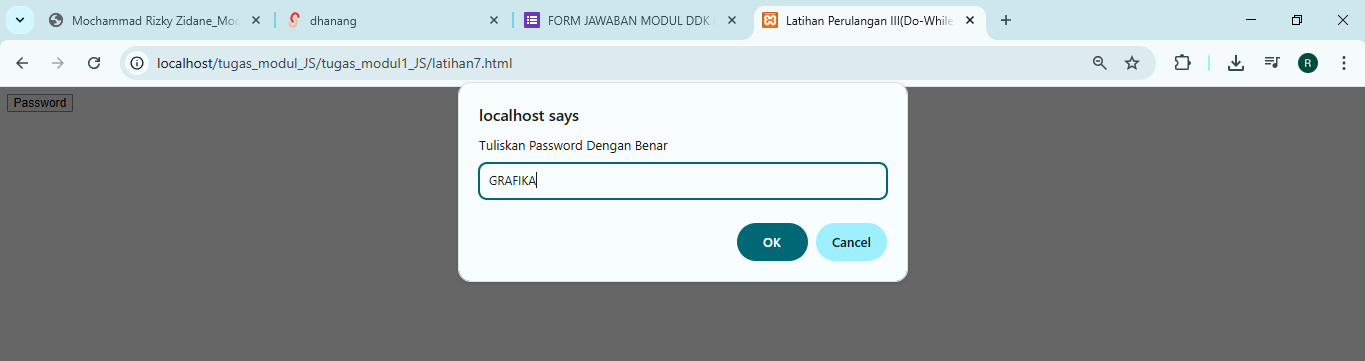 Mochammad Rizky Zidane_Moc
dhanang
FORM JAWABAN MODUL DDK
Latihan Perulangan III(Do-While
localhost/tugas_modul_JS/tugas_modul1_JS/latihan7.html
R
Password
localhost says
Tuliskan Password Dengan Benar
GRAFIKA
OK
Cancel